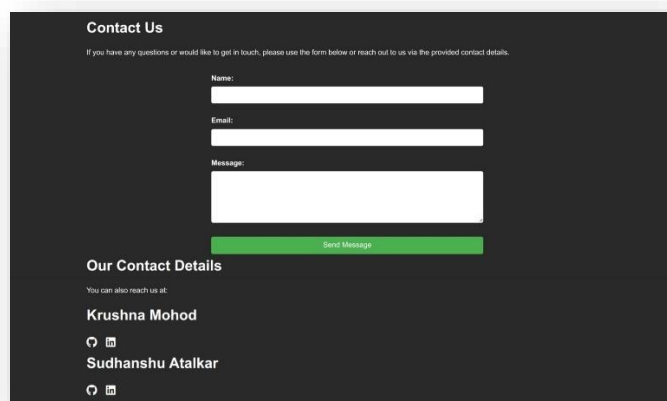 Contact Us
If you have any questions or would like to get in touch, please use the form below or reach out to us via the provided contact details.
Name:
Email:
Message:
Send Message
Our Contact Details
You can also reach us at:
Krushna Mohod
in
Sudhanshu Atalkar
in